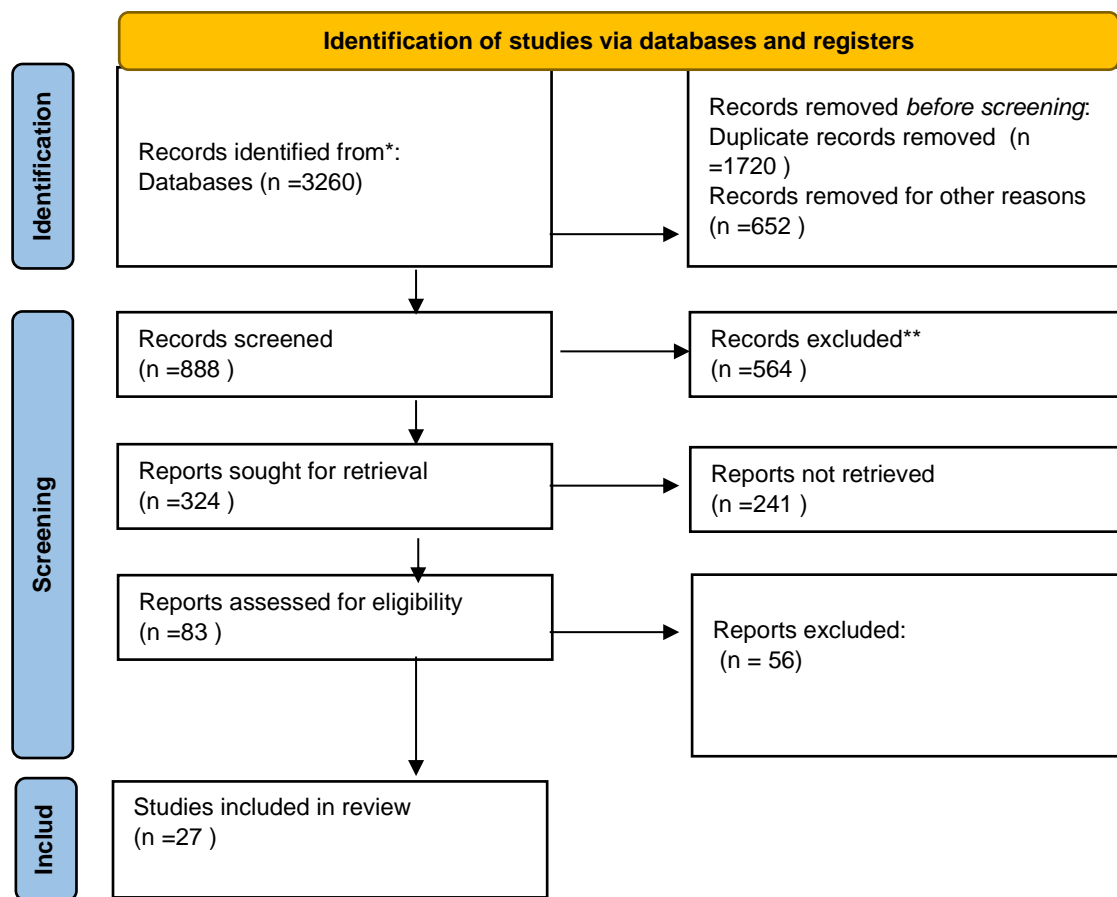 Identification of studies via databases and registers
Identification
Records identified from*:
Databases (n =3260)
Records removed before screening:
Duplicate records removed  (n
=1720 )
Records removed for other reasons
(n =652 )
Screening
Records screened
(n =888 )
Records excluded**
(n =564 )
Reports sought for retrieval
(n =324 )
Reports not retrieved
(n =241 )
Reports assessed for eligibility
(n =83 )
Reports excluded:
(n = 56)
Includ
Studies included in review
(n =27 )